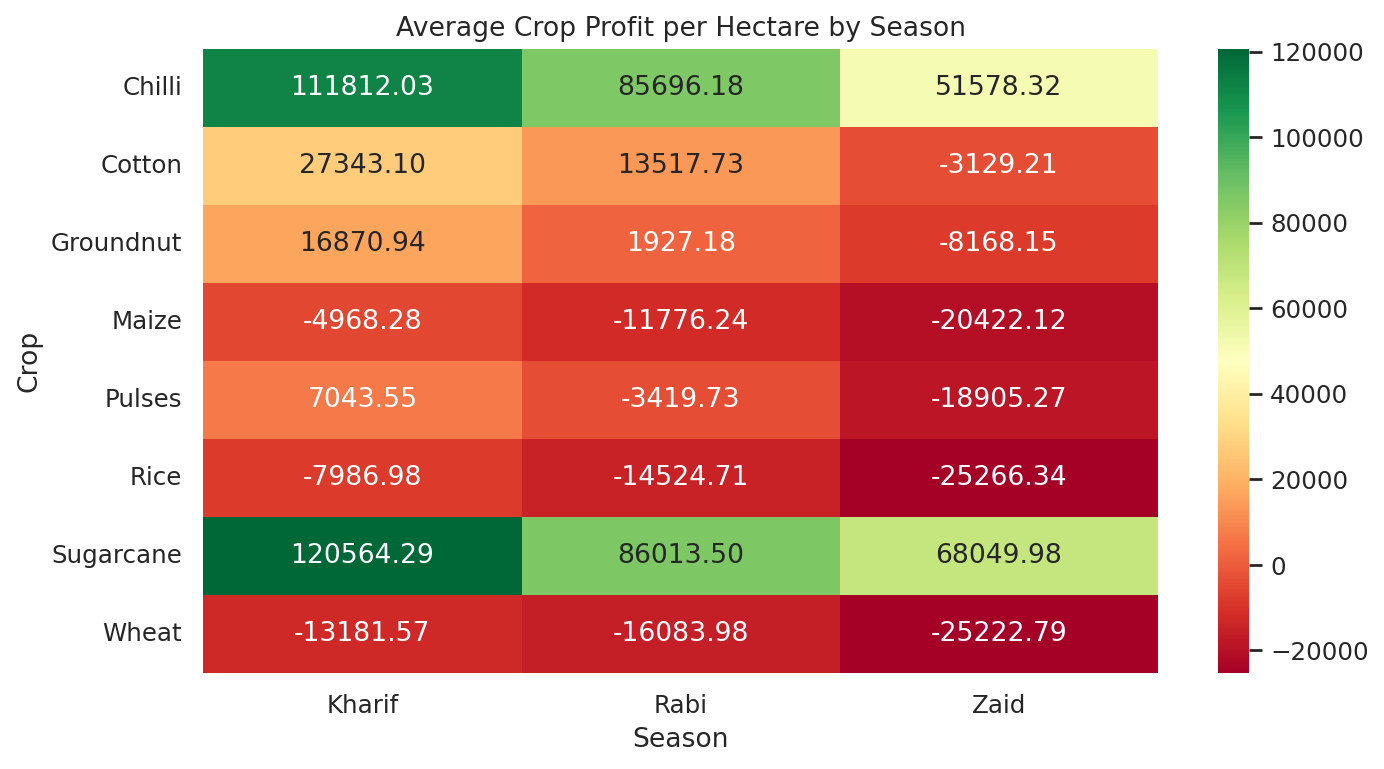 Average Crop Profit per Hectare by Season
Crop
Chilli 111812.03 85696.18 51578.32
Cotton 27343.10 13517.73 -3129.21
Groundnut 16870.94 1927.18 -8168.15
Maize -4968.28 -11776.24 -20422.12
Pulses 7043.55 -3419.73 -18905.27
Rice -7986.98 -14524.71 -25266.34
Sugarcane 120564.29 86013.50 68049.98
Wheat -13181.57 -16083.98 -25222.79
Kharif Rabi Zaid
Season
120000
100000
80000
60000
40000
20000
0
−20000